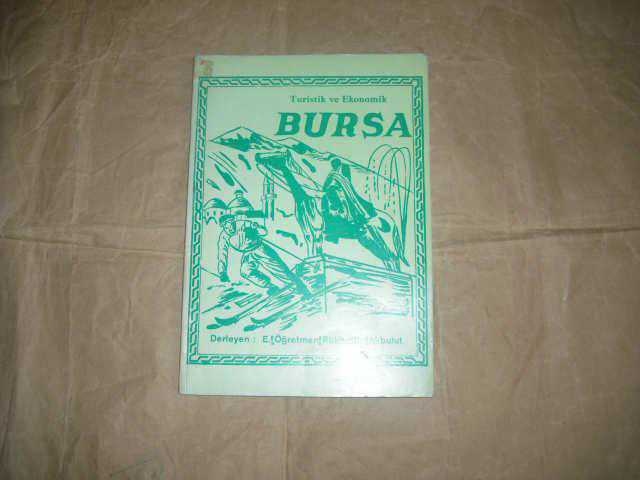 Turistik ve Ekonomik
BURSA
Derleyen : E. Öğretmen